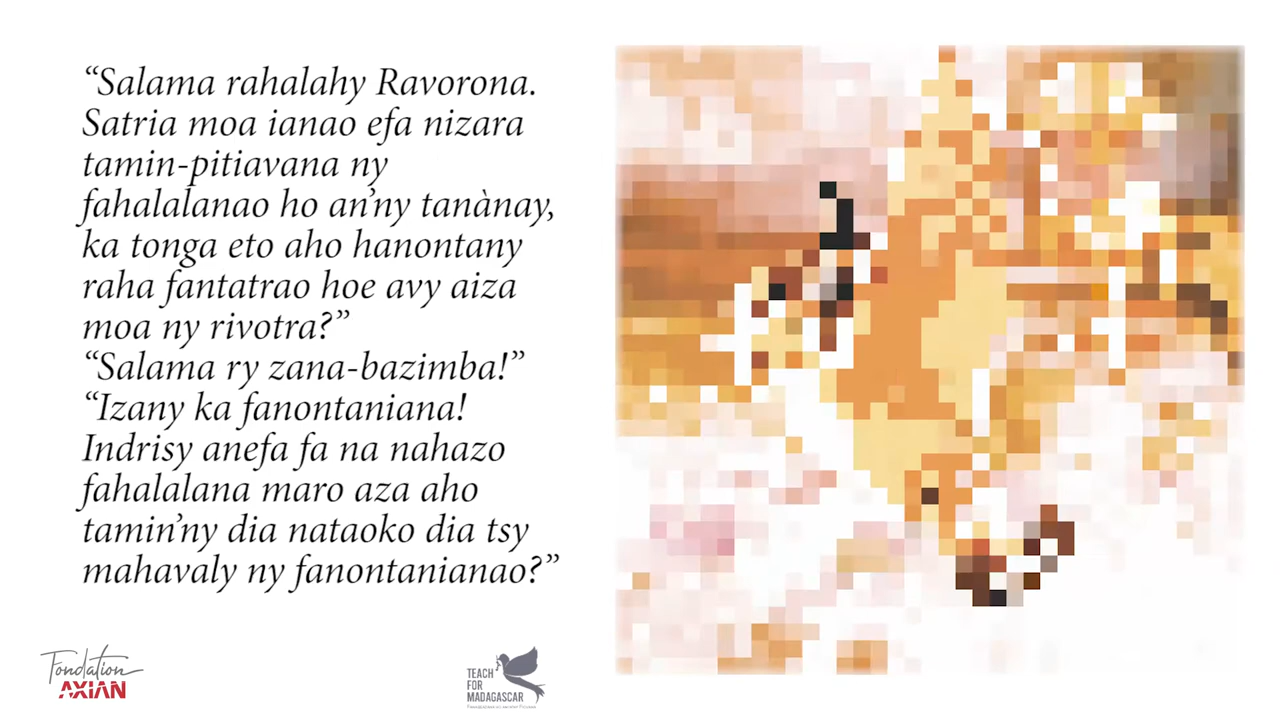 “Salama rahalahy Ravorona.
Satria moa ianao efa nizara
tamin-pitiavana ny
fahalalanao ho an’ny tanànay,
ka tonga eto aho hanontany
raha fantatrao hoe avy aiza
moa ny rivotra?”
“Salama ry zana-bazimba!”
“Izany ka fanontaniana!
Indrisy anefa fa na nahazo
fahalalana maro aza aho
tamin’ny dia nataoko dia tsy
mahavaly ny fanontanianao?”
Fondation
AXIAN
TEACH
FOR
MADAGASCAR